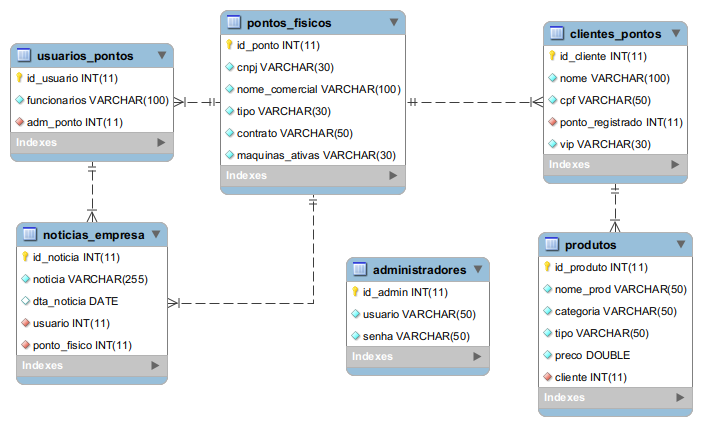 usuarios_pontos
id_usuario INT(11)
funcionarios VARCHAR(100)
adm_ponto INT(11)
Indexes
pontos_fisicos
id_ponto INT(11)
cnpj VARCHAR(30)
nome_comercial VARCHAR(100)
tipo VARCHAR(30)
contrato VARCHAR(50)
maquinas_ativas VARCHAR(30)
Indexes
clientes_pontos
id_cliente INT(11)
nome VARCHAR(100)
cpf VARCHAR(50)
ponto_registrado INT(11)
vip VARCHAR(30)
Indexes
noticias_empresa
id_noticia INT(11)
noticia VARCHAR(255)
dta_noticia DATE
usuario INT(11)
ponto_fisico INT(11)
Indexes
administradores
id_admin INT(11)
usuario VARCHAR(50)
senha VARCHAR(50)
Indexes
produtos
id_produto INT(11)
nome_prod VARCHAR(50)
categoria VARCHAR(50)
tipo VARCHAR(50)
preco DOUBLE
cliente INT(11)
Indexes